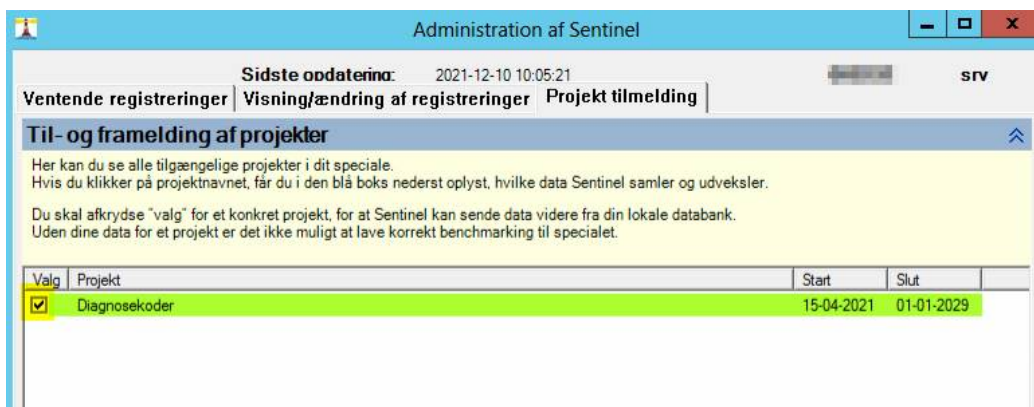 Administration af Sentinel
Sidste opdatering: 2021-12-10 10:05:21 srv
Ventende registreringer Visning/ændring af registreringer Projekt tilmelding
Til- og framelding af projekter
Her kan du se alle tilgængelige projekter i dit speciale.
Hvis du klikker på projektnavnet, får du i den blå boks nederst oplyst, hvilke data Sentinel samler og udveksler.
Du skal afkrydse "valg" for et konkret projekt, for at Sentinel kan sende data videre fra din lokale databank.
Uden dine data for et projekt er det ikke muligt at lave korrekt benchmarking til specialet.
Valg Projekt Start Slut
Diagnosekoder 15-04-2021 01-01-2029